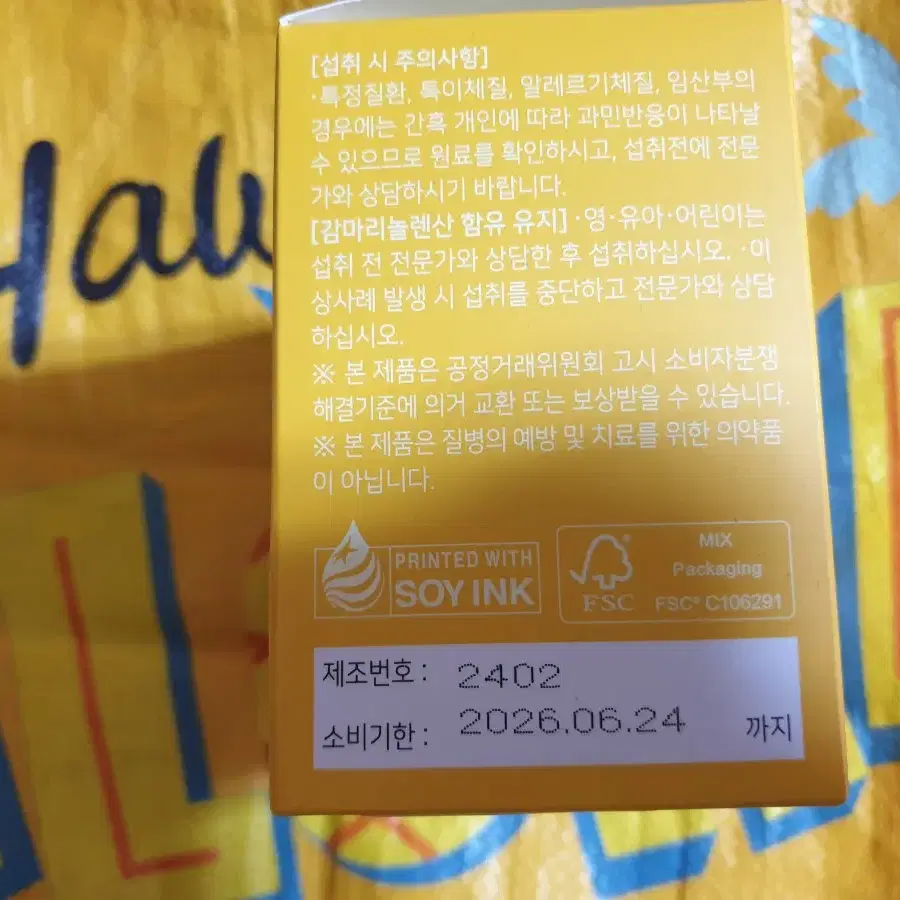 [섭취 시 주의사항]
·특정질환, 특이체질, 알레르기체질, 임산부의
경우에는 간혹 개인에 따라 과민반응이 나타날
수 있으므로 원료를 확인하시고, 섭취전에 전문
가와 상담하시기 바랍니다.
[감마리놀렌산 함유 유지] ·영·유아·어린이는
섭취 전 전문가와 상담한 후 섭취하십시오. ·이
상사례 발생 시 섭취를 중단하고 전문가와 상담
하십시오.
※ 본 제품은 공정거래위원회 고시 소비자분쟁
해결기준에 의거 교환 또는 보상받을 수 있습니다.
※ 본 제품은 질병의 예방 및 치료를 위한 의약품
이 아닙니다.
PRINTED WITH
SOY INK
FSC
MIX
Packaging
FSC® C106291
제조번호 : 2402
소비기한 : 2026.06.24 까지